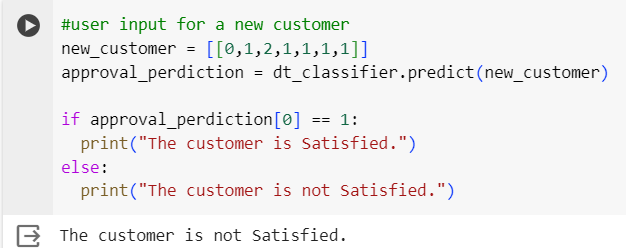 #user input for a new customer
new_customer = [[0,1,2,1,1,1,1]]
approval_perdiction = dt_classifier.predict(new_customer)
if approval_perdiction[0] == 1:
  print("The customer is Satisfied.")
else:
  print("The customer is not Satisfied.")
The customer is not Satisfied.